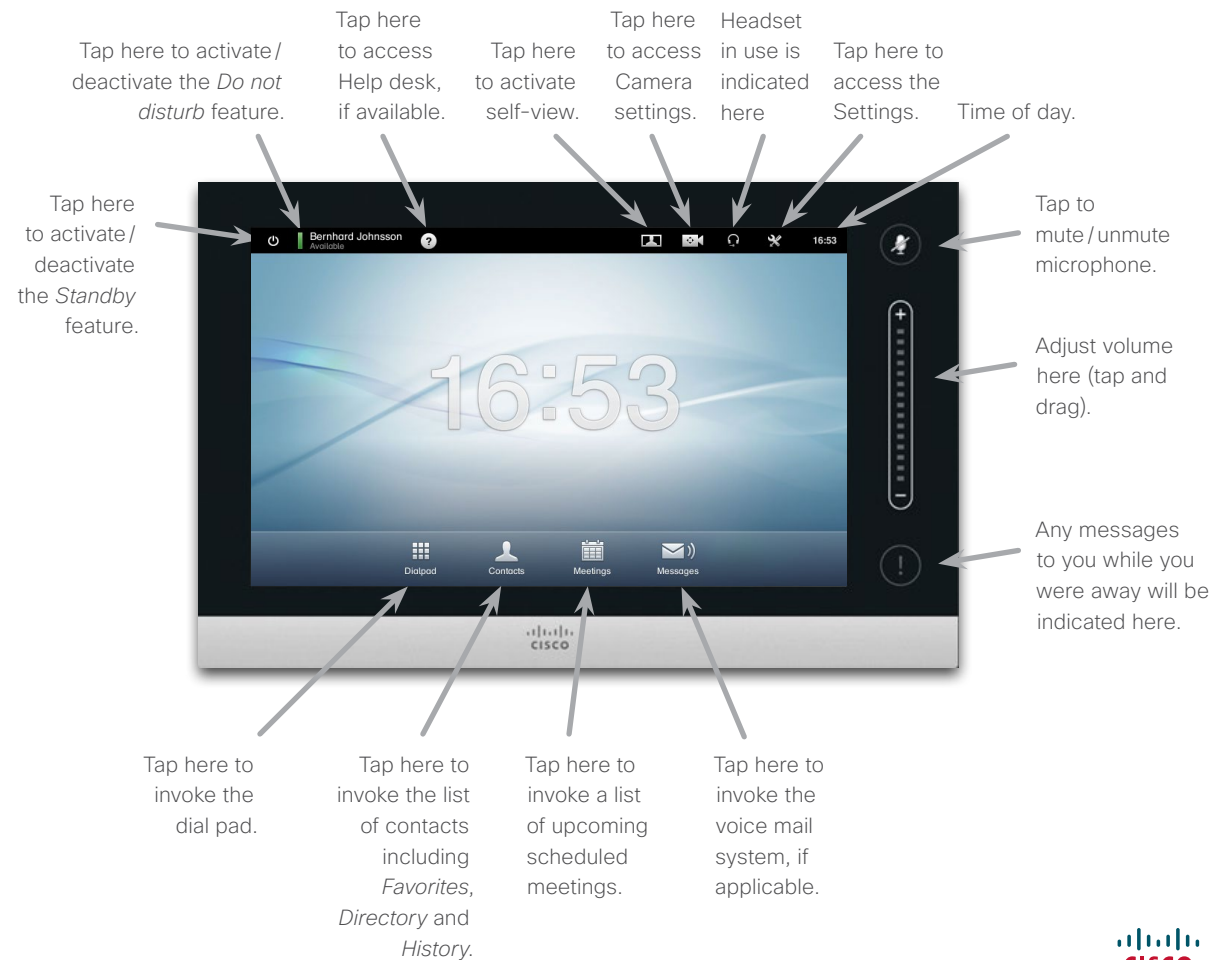 Tap here to activate/
deactivate the Do not
disturb feature.
Tap here
to access
Help desk,
if available.
Tap here
to activate
self-view.
Tap here
to access
Camera
settings.
Headset
in use is
indicated
here
Tap here to
access the
Settings.
Time of day.
Tap here
to activate/
deactivate
the Standby
feature.
Bernhard Johnsson
Available
?
16:53
16:53
Dialpad
Contacts
Meetings
Messages
CISCO
+
−
!
Tap to
mute/unmute
microphone.
Adjust volume
here (tap and
drag).
Any messages
to you while you
were away will be
indicated here.
Tap here to
invoke the
dial pad.
Tap here to
invoke the list
of contacts
including
Favorites,
Directory and
History.
Tap here to
invoke a list
of upcoming
scheduled
meetings.
Tap here to
invoke the
voice mail
system, if
applicable.
CISCO